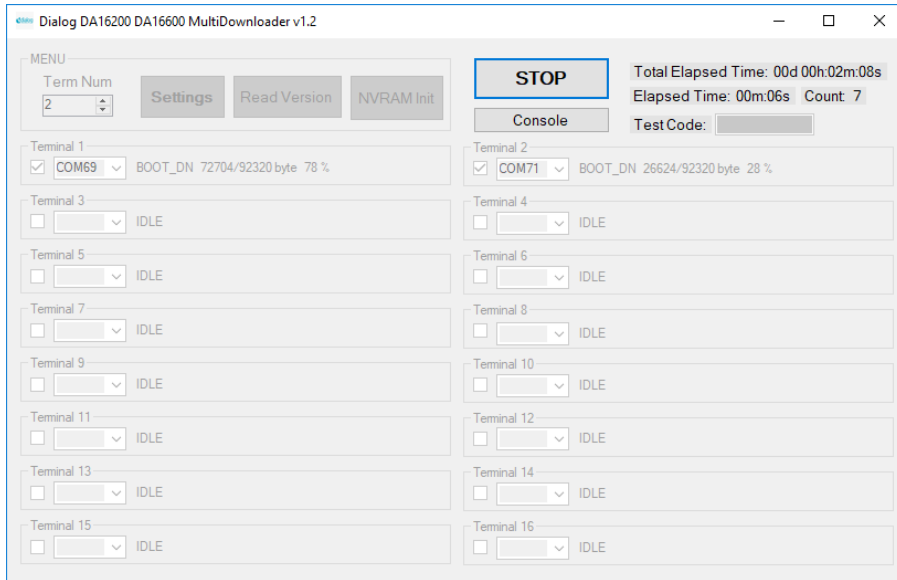 Dialog DA16200 DA16600 MultiDownloader v1.2
MENU
Term Num
2
Settings
Read Version
NVRAM Init
STOP
Console
Total Elapsed Time: 00d 00h:02m:08s
Elapsed Time: 00m:06s Count: 7
Test Code:
Terminal 1
COM69 BOOT_DN 72704/92320 byte 78 %
Terminal 2
COM71 BOOT_DN 26624/92320 byte 28 %
Terminal 3
IDLE
Terminal 4
IDLE
Terminal 5
IDLE
Terminal 6
IDLE
Terminal 7
IDLE
Terminal 8
IDLE
Terminal 9
IDLE
Terminal 10
IDLE
Terminal 11
IDLE
Terminal 12
IDLE
Terminal 13
IDLE
Terminal 14
IDLE
Terminal 15
IDLE
Terminal 16
IDLE